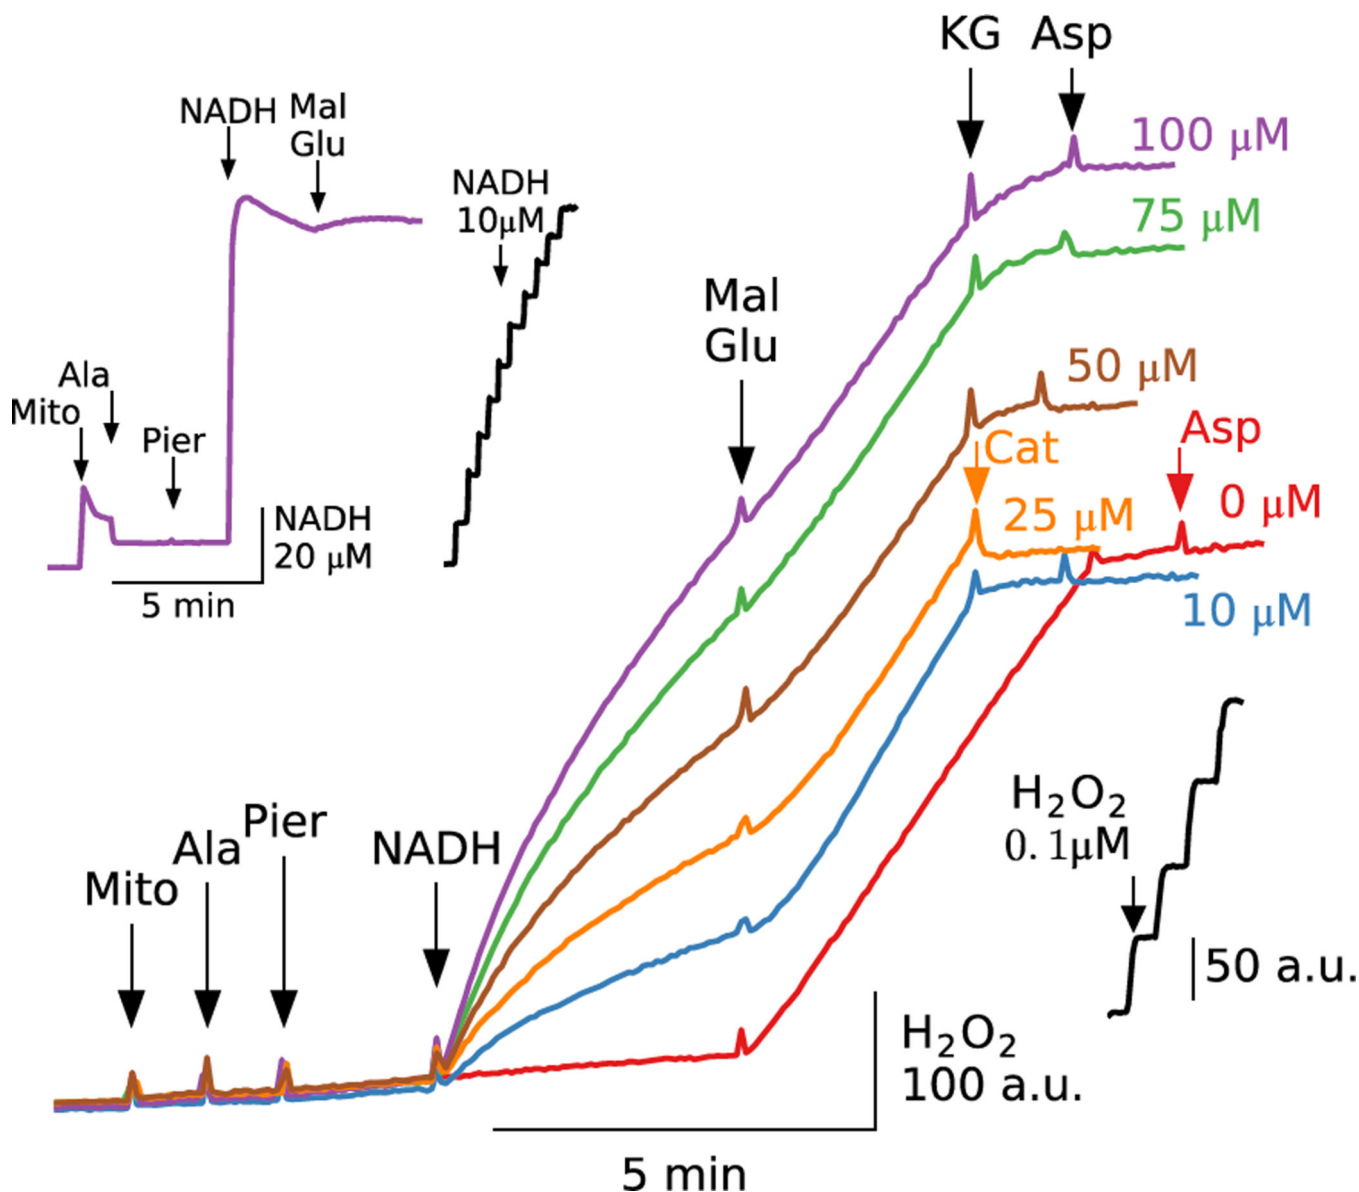 KG Asp
100 μM
75 μM
50 μM
Cat
25 μM
Asp
0 μM
10 μM
NADH
Mal
Glu
Ala
Mito
Pier
NADH
20 μM
5 min
NADH
10μM
Mal
Glu
Mito
Ala
Pier
NADH
H₂O₂
0.1μM
50 a.u.
H₂O₂
100 a.u.
5 min